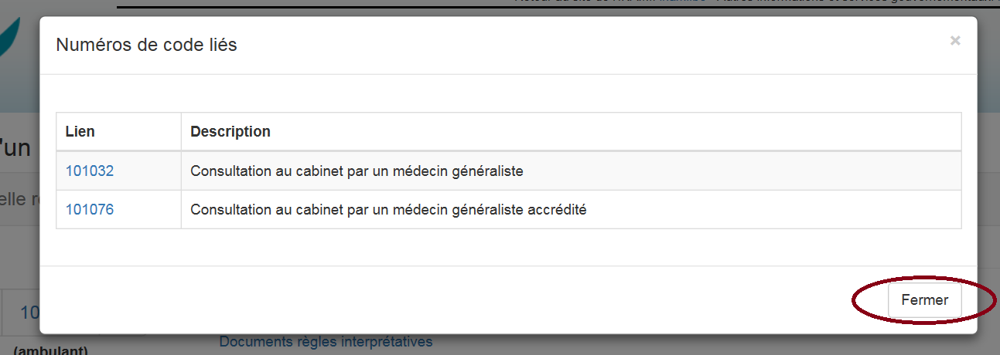 Numéros de code liés
×
Lien Description
101032 Consultation au cabinet par un médecin généraliste
101076 Consultation au cabinet par un médecin généraliste accrédité
Fermer
'un
elle r
10
Documents règles interprétatives
(ambulant)